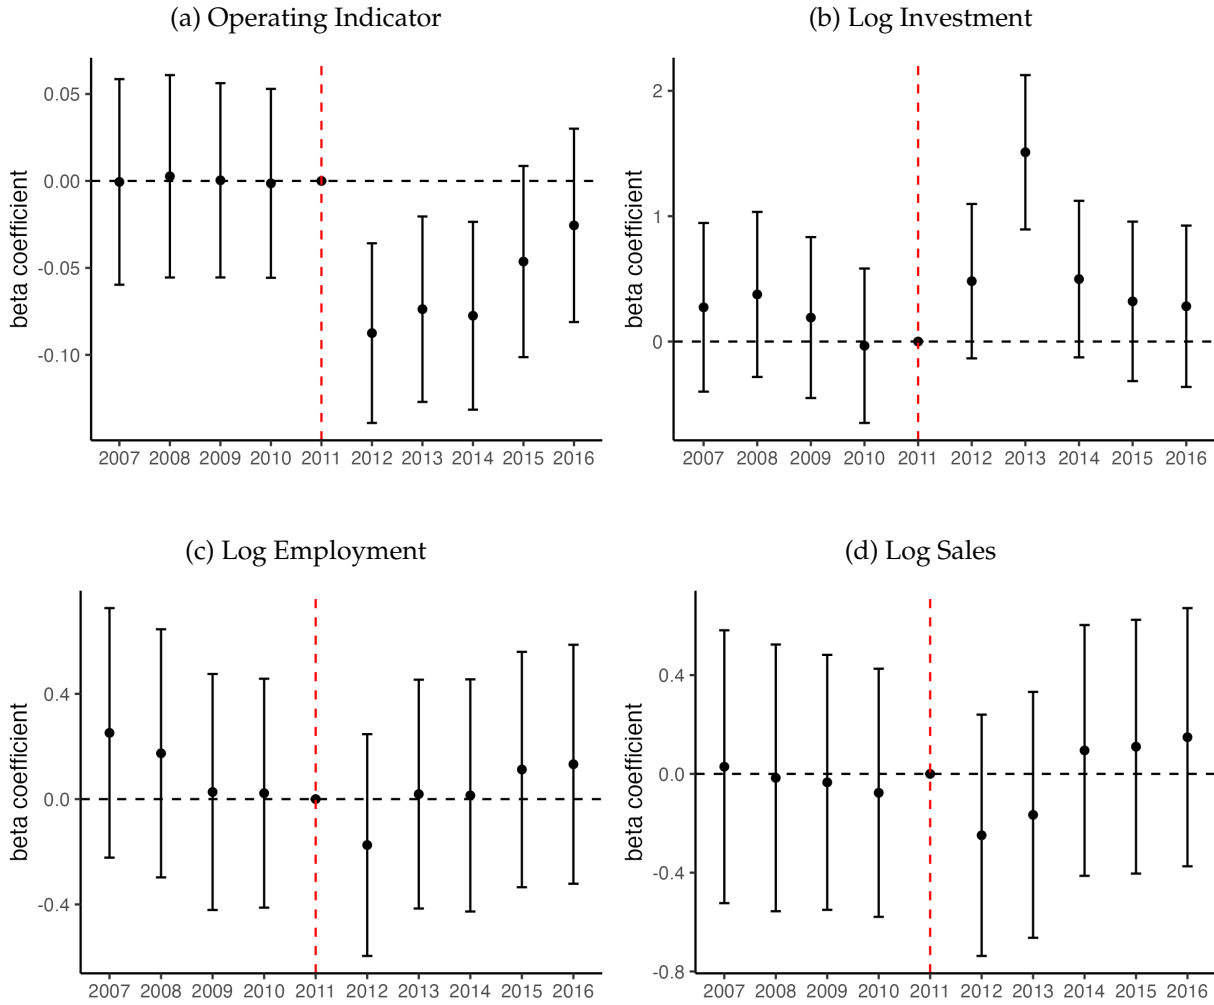 (a) Operating Indicator
beta coefficient
0.05
0.00
-0.05
-0.10
2007 2008 2009 2010 2011 2012 2013 2014 2015 2016
(b) Log Investment
beta coefficient
2
1
0
2007 2008 2009 2010 2011 2012 2013 2014 2015 2016
(c) Log Employment
beta coefficient
0.4
0.0
-0.4
2007 2008 2009 2010 2011 2012 2013 2014 2015 2016
(d) Log Sales
beta coefficient
0.4
0.0
-0.4
-0.8
2007 2008 2009 2010 2011 2012 2013 2014 2015 2016